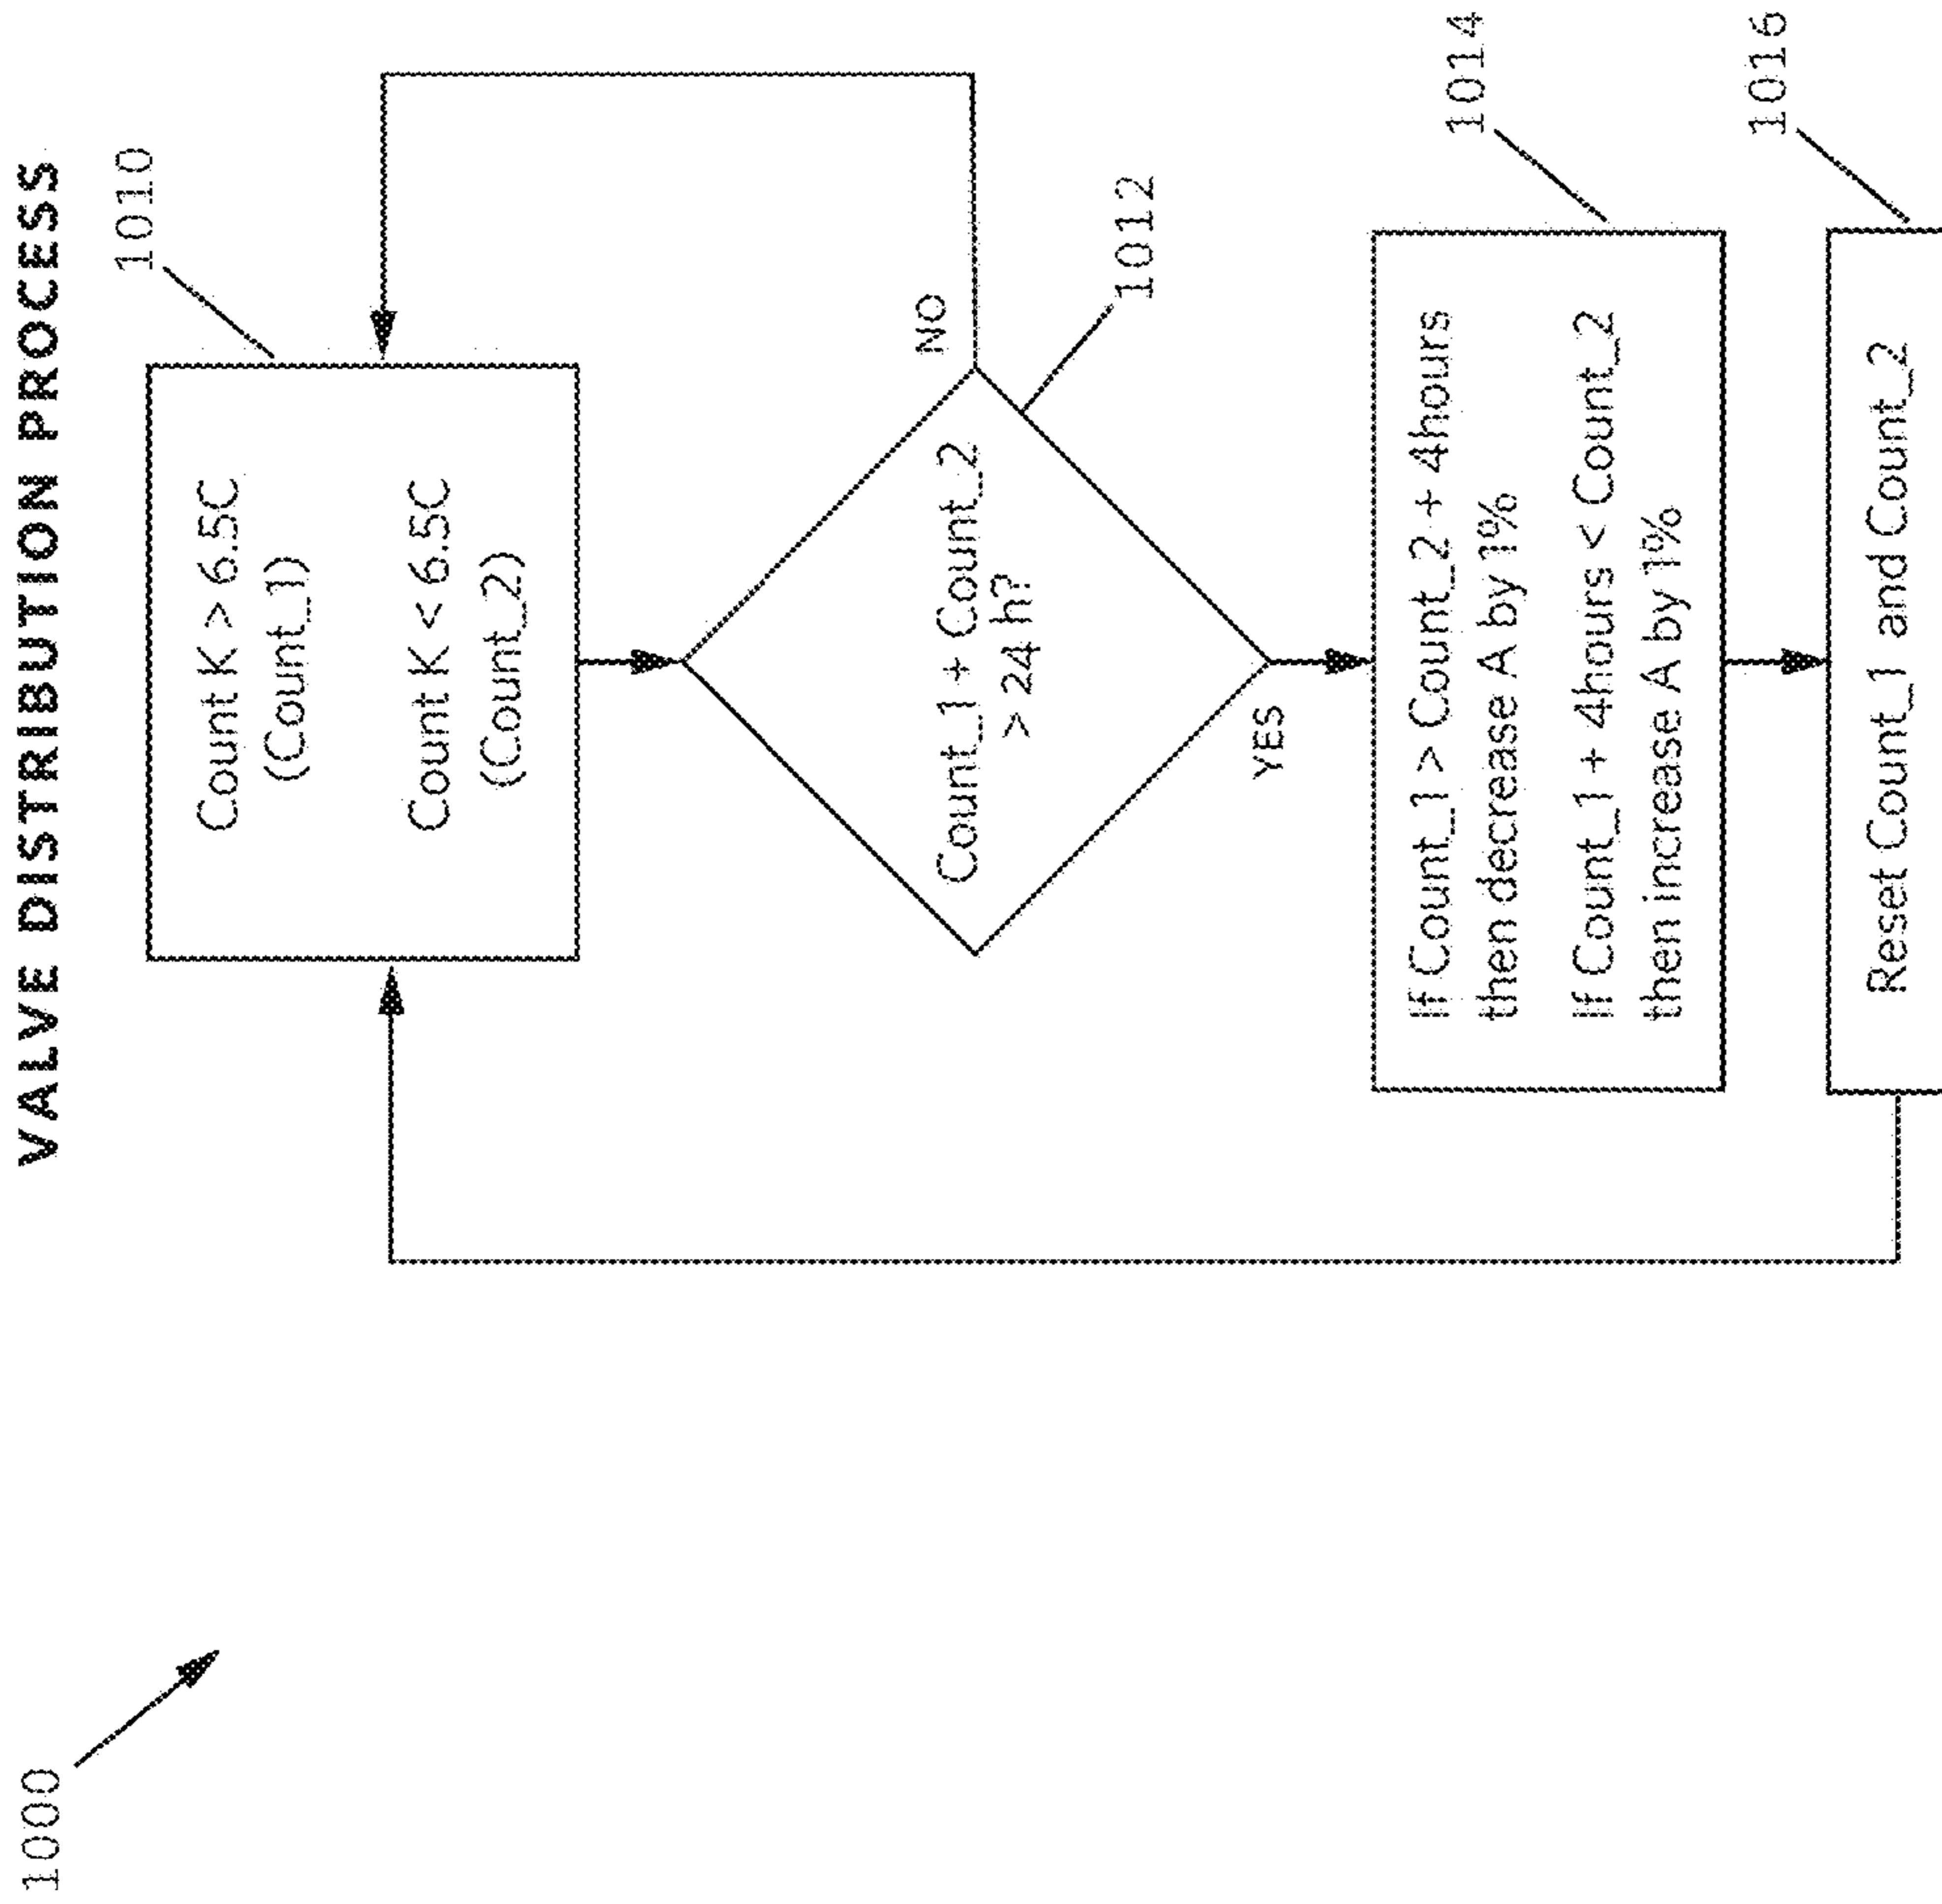 1000
VALVE DISTRIBUTION PROCESS
1010
Count K > 6.5C
(Count_1)
Count K < 6.5C
(Count_2)
Count_1 + Count_2
> 24 h?
NO
1012
YES
1014
If Count_1 > Count_2 + 4hours
then decrease A by 1%
If Count_1 + 4hours < Count_2
then increase A by 1%
1016
Reset Count_1 and Count_2